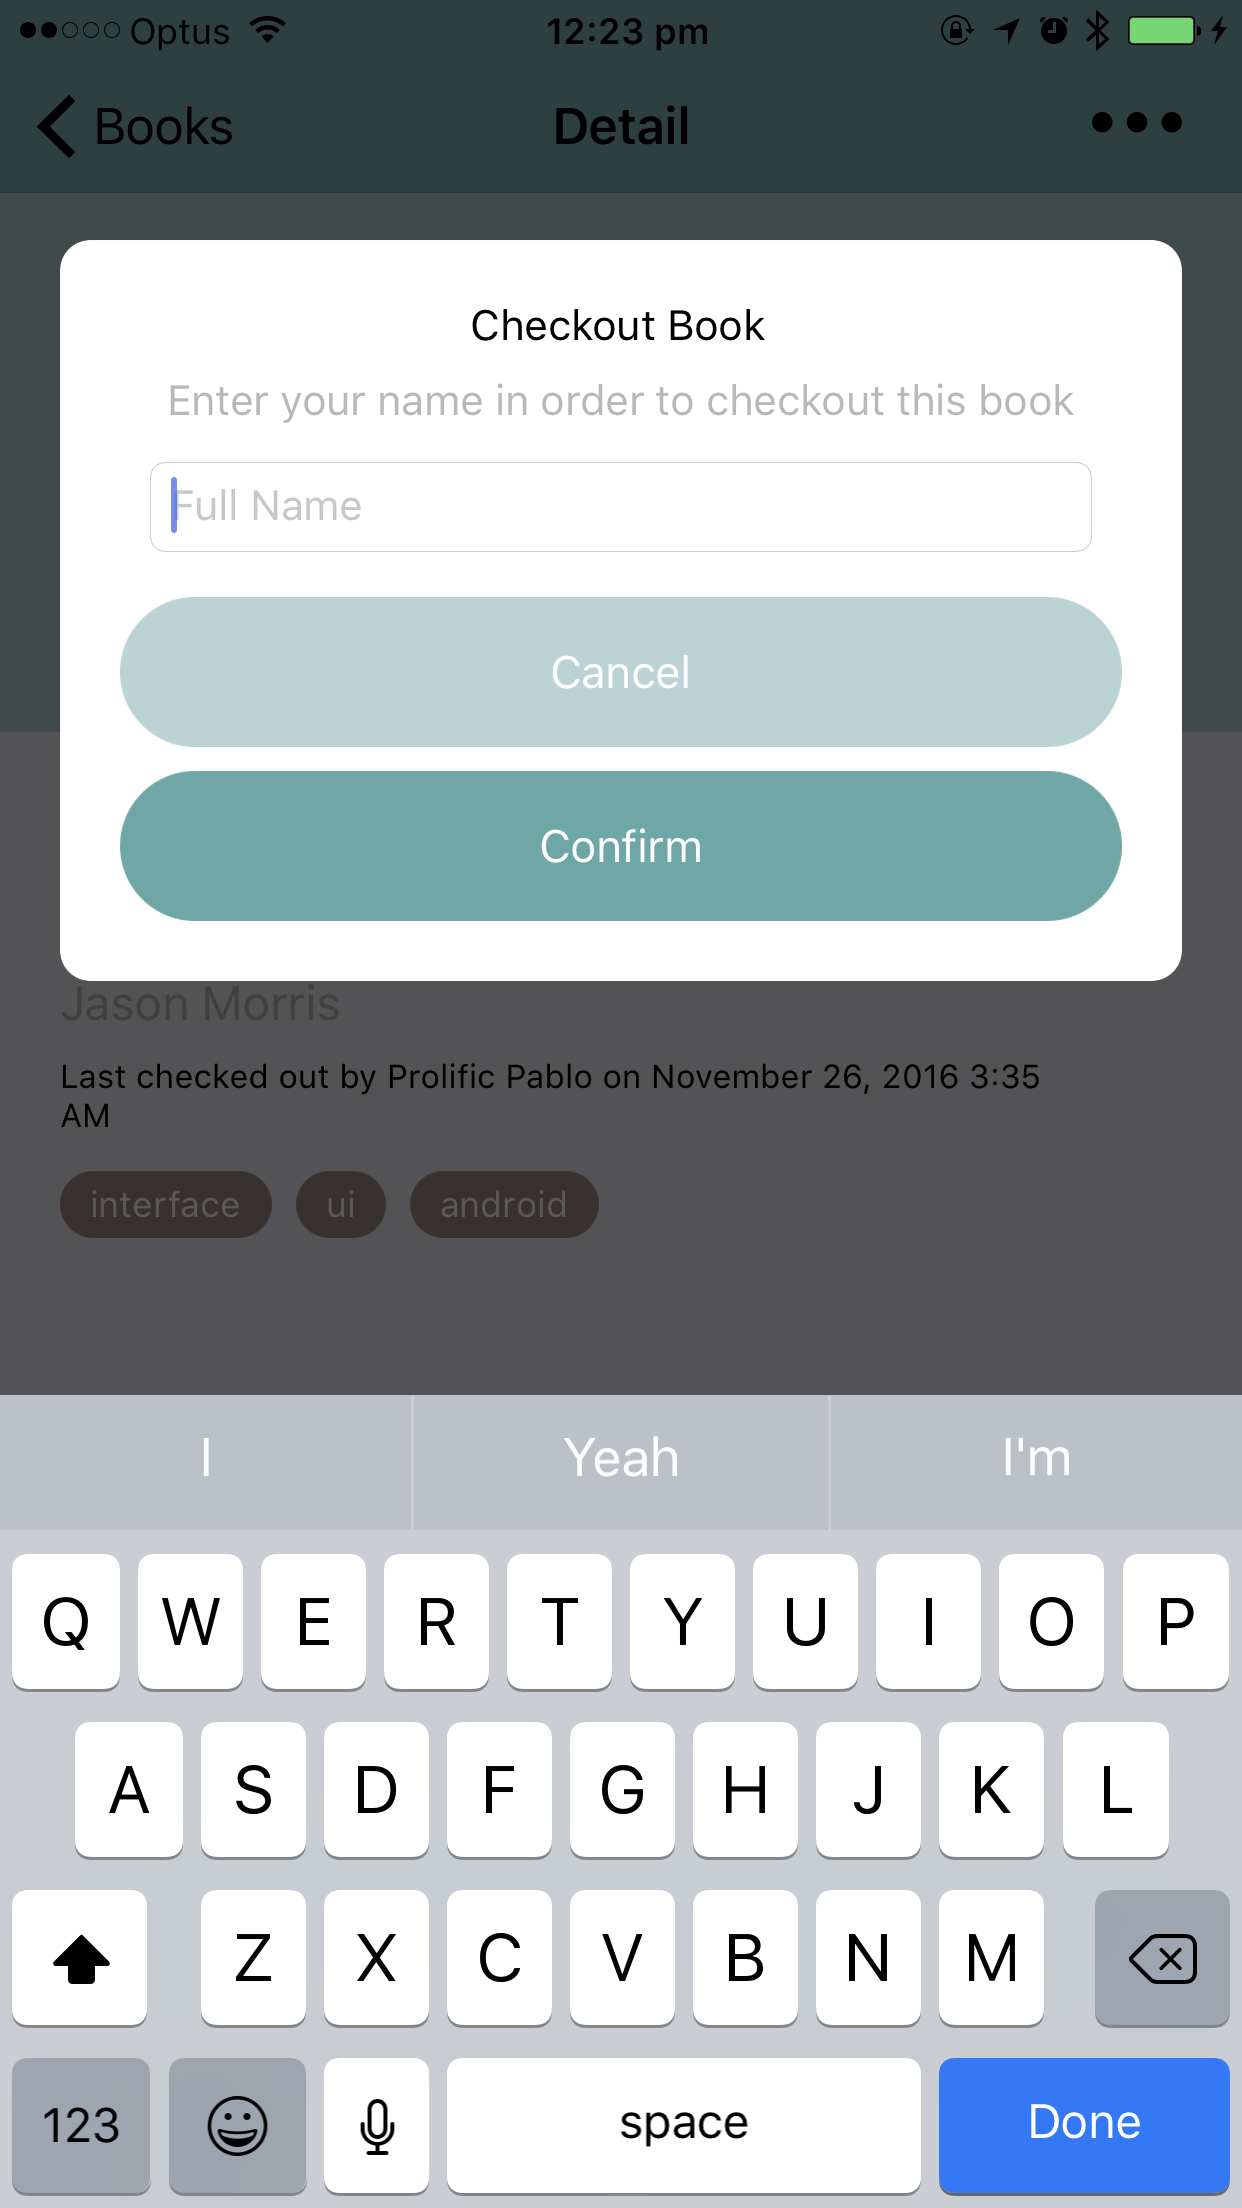 Optus 12:23 pm
Books Detail
Checkout Book
Enter your name in order to checkout this book
Full Name
Cancel
Confirm
Jason Morris
Last checked out by Prolific Pablo on November 26, 2016 3:35
AM
interface ui android
I Yeah I'm
Q W E R T Y U I O P
A S D F G H J K L
Z X C V B N M
123 space Done